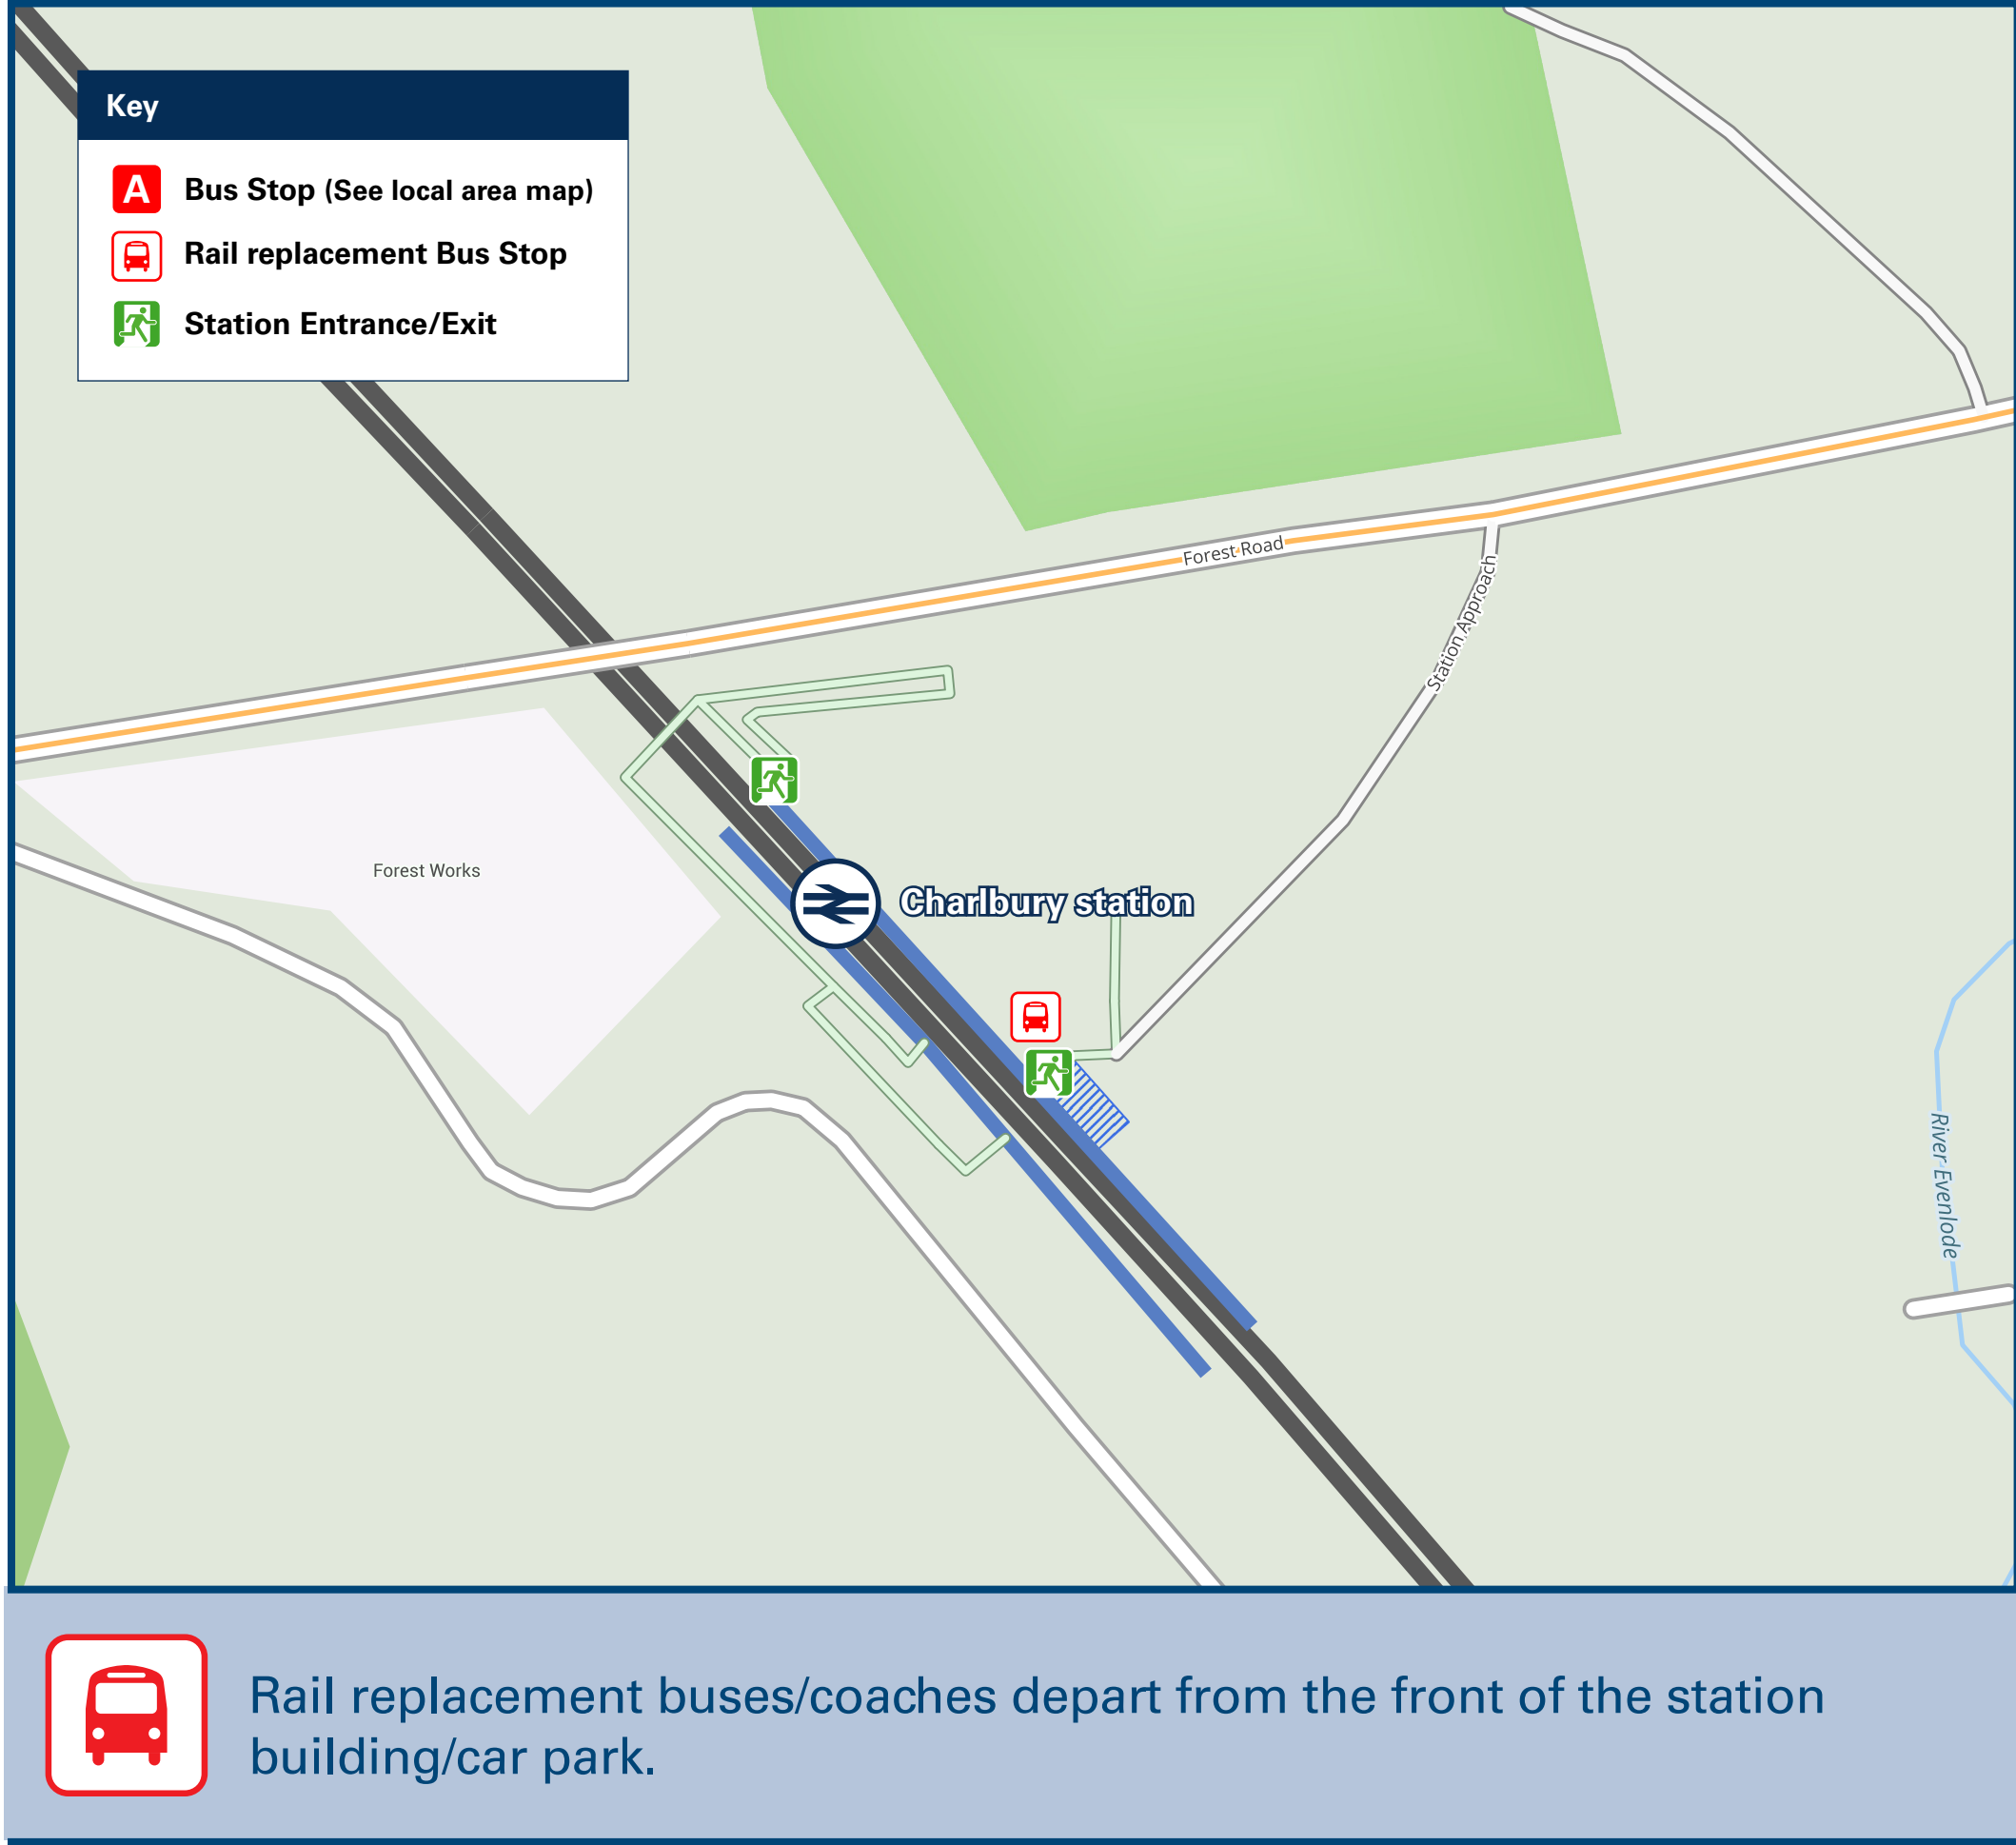 Key
A
Bus Stop (See local area map)
Rail replacement Bus Stop
Station Entrance/Exit
Forest Road
Station Approach
Forest Works
Charlbury station
River Evenlode
Rail replacement buses/coaches depart from the front of the station
building/car park.